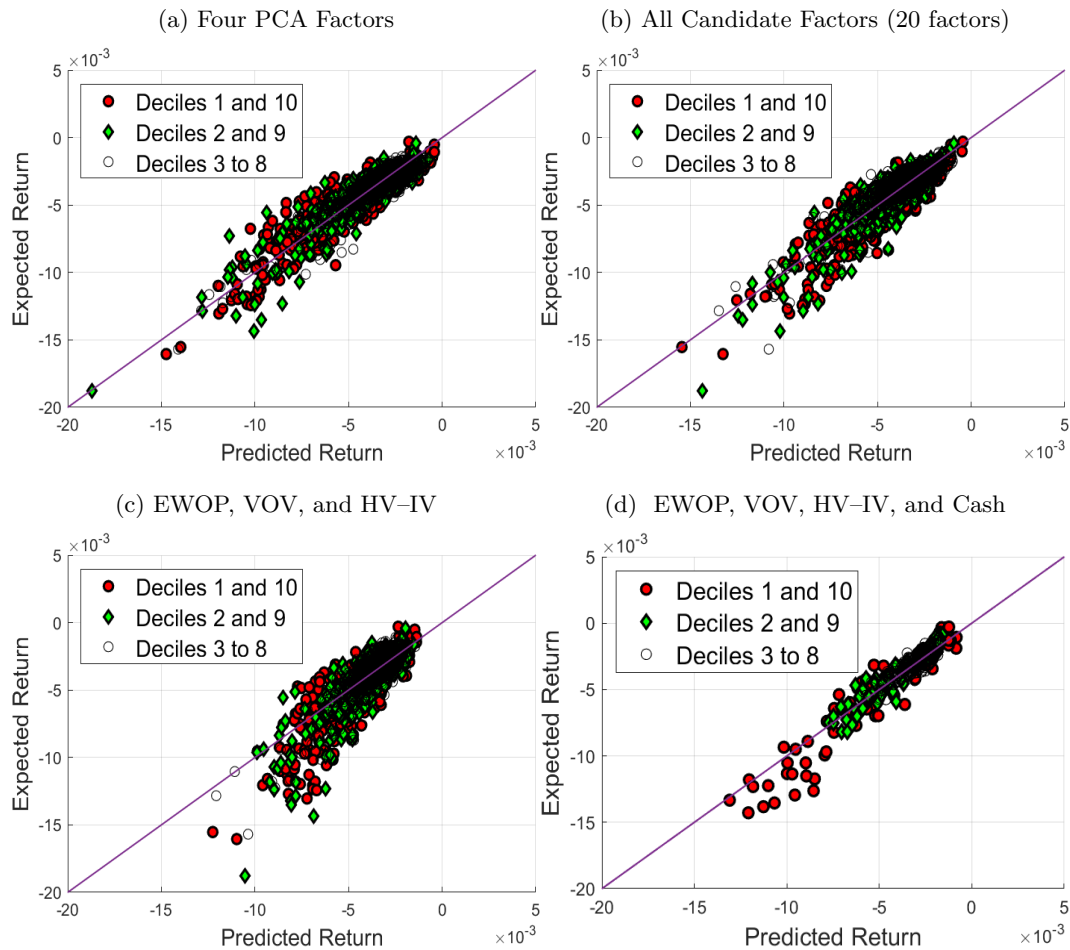 (a) Four PCA Factors
×10⁻³
5
0
-5
-10
-15
-20
Expected Return
Deciles 1 and 10
Deciles 2 and 9
Deciles 3 to 8
-20 -15 -10 -5 0 5
Predicted Return ×10⁻³
(b) All Candidate Factors (20 factors)
×10⁻³
5
0
-5
-10
-15
-20
Expected Return
Deciles 1 and 10
Deciles 2 and 9
Deciles 3 to 8
-20 -15 -10 -5 0 5
Predicted Return ×10⁻³
(c) EWOP, VOV, and HV–IV
×10⁻³
5
0
-5
-10
-15
-20
Expected Return
Deciles 1 and 10
Deciles 2 and 9
Deciles 3 to 8
-20 -15 -10 -5 0 5
Predicted Return ×10⁻³
(d) EWOP, VOV, HV–IV, and Cash
×10⁻³
5
0
-5
-10
-15
-20
Expected Return
Deciles 1 and 10
Deciles 2 and 9
Deciles 3 to 8
-20 -15 -10 -5 0 5
Predicted Return ×10⁻³